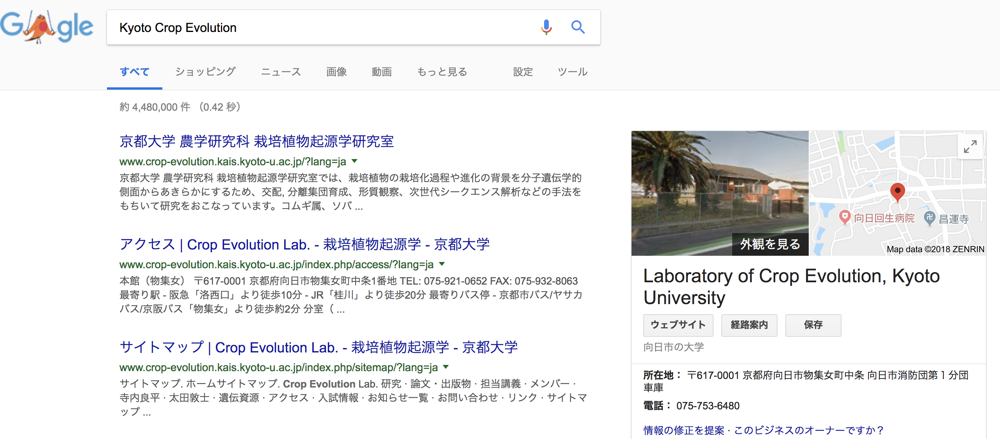 Google
Kyoto Crop Evolution
すべて ショッピング ニュース 画像 動画 もっと見る 設定 ツール
約 4,480,000 件 （0.42 秒）
京都大学 農学研究科 栽培植物起源学研究室
www.crop-evolution.kais.kyoto-u.ac.jp/?lang=ja
京都大学 農学研究科 栽培植物起源学研究室では、栽培植物の栽培化過程や進化の背景を分子遺伝学的
側面からあきらかにするため、交配, 分離集団育成、形質観察、次世代シークエンス解析などの手法を
もちいて研究をおこなっています。コムギ属、ソバ ...
アクセス | Crop Evolution Lab. - 栽培植物起源学 - 京都大学
www.crop-evolution.kais.kyoto-u.ac.jp/index.php/access/?lang=ja
本館（物集女） 〒617-0001 京都府向日市物集女町中条1番地 TEL: 075-921-0652 FAX: 075-932-8063
最寄り駅 - 阪急「洛西口」より徒歩10分 - JR「桂川」より徒歩20分 最寄りバス停 - 京都市バス/ヤサカ
バス/京阪バス「物集女」より徒歩約2分 分室（ ...
サイトマップ | Crop Evolution Lab. - 栽培植物起源学 - 京都大学
www.crop-evolution.kais.kyoto-u.ac.jp/index.php/sitemap/?lang=ja
サイトマップ. ホームサイトマップ. Crop Evolution Lab. 研究 · 論文・出版物 · 担当講義 · メンバー ·
寺内良平 · 太田敦士 · 遺伝資源 · アクセス · 入試情報 · お知らせ一覧 · お問い合わせ · リンク · サイトマ
ップ ...
外観を見る
向日回生病院
昌運寺
Map data ©2018 ZENRIN
Laboratory of Crop Evolution, Kyoto
University
ウェブサイト 経路案内 保存
向日市の大学
所在地： 〒617-0001 京都府向日市物集女町中条 向日市消防団第１分団
車庫
電話： 075-753-6480
情報の修正を提案 · このビジネスのオーナーですか？